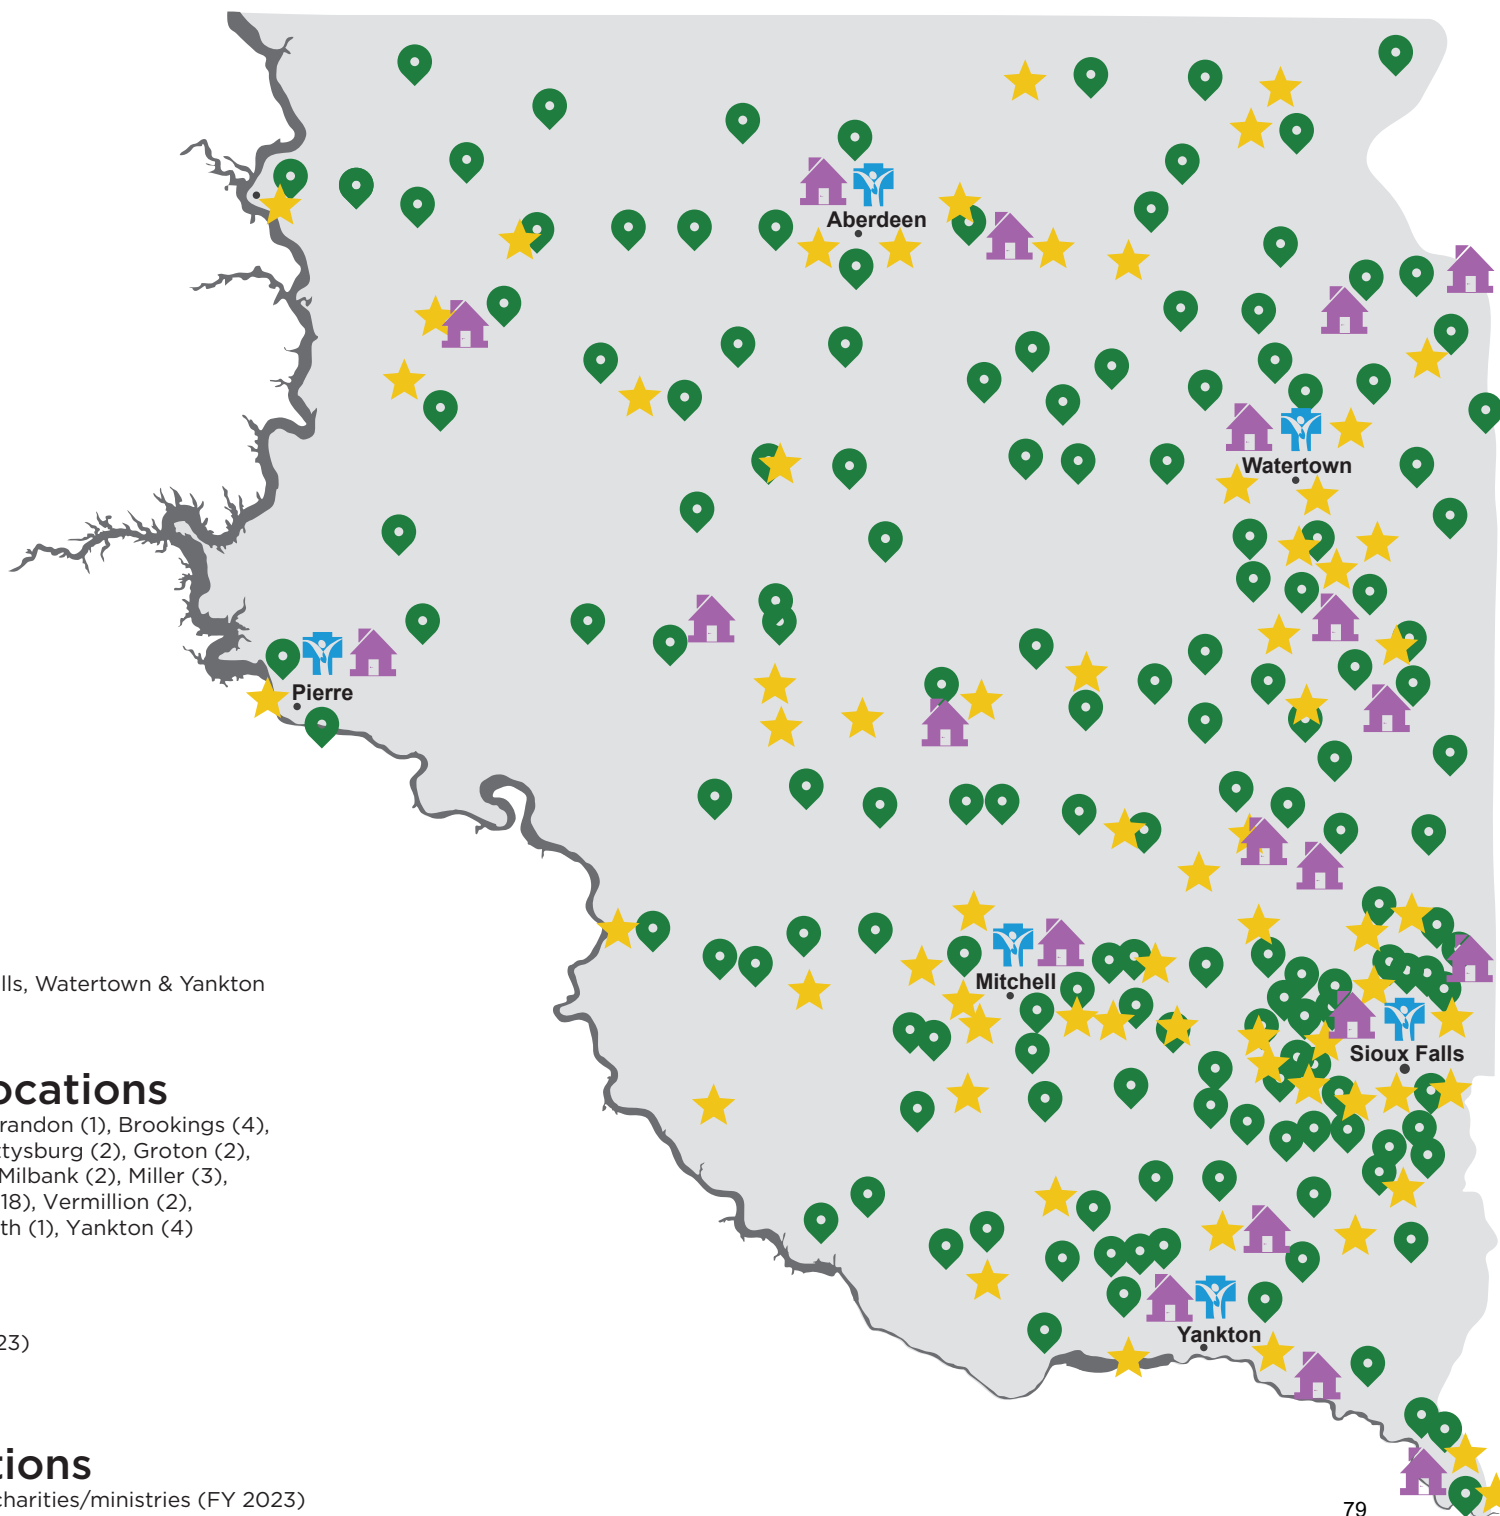 Aberdeen
Watertown
Pierre
lls, Watertown & Yankton
Mitchell
Sioux Falls
ocations
randon (1), Brookings (4),
ttysburg (2), Groton (2),
Milbank (2), Miller (3),
18), Vermillion (2),
th (1), Yankton (4)
Yankton
23)
tions
charities/ministries (FY 2023)
79